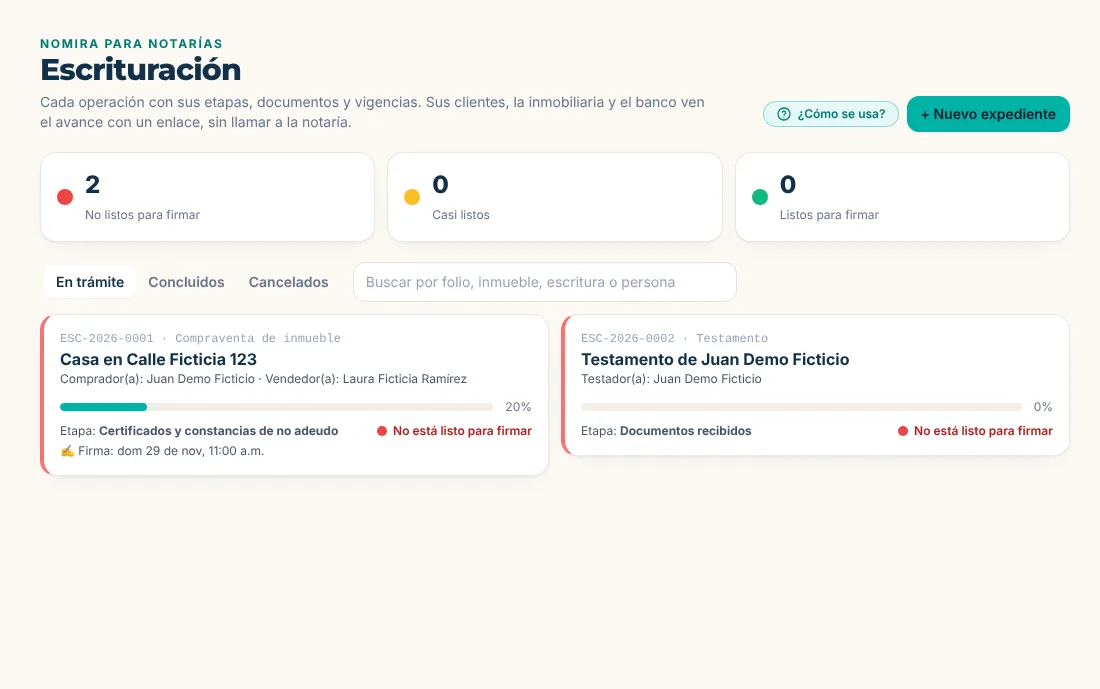 NOMIRA PARA NOTARÍAS
Escrituración
Cada operación con sus etapas, documentos y vigencias. Sus clientes, la inmobiliaria y el banco ven
el avance con un enlace, sin llamar a la notaría.
¿Cómo se usa?
+ Nuevo expediente
2
No listos para firmar
0
Casi listos
0
Listos para firmar
En trámite
Concluidos
Cancelados
Buscar por folio, inmueble, escritura o persona
ESC-2026-0001 · Compraventa de inmueble
Casa en Calle Ficticia 123
Comprador(a): Juan Demo Ficticio · Vendedor(a): Laura Ficticia Ramírez
20%
Etapa: Certificados y constancias de no adeudo
No está listo para firmar
✍️ Firma: dom 29 de nov, 11:00 a.m.
ESC-2026-0002 · Testamento
Testamento de Juan Demo Ficticio
Testador(a): Juan Demo Ficticio
0%
Etapa: Documentos recibidos
No está listo para firmar